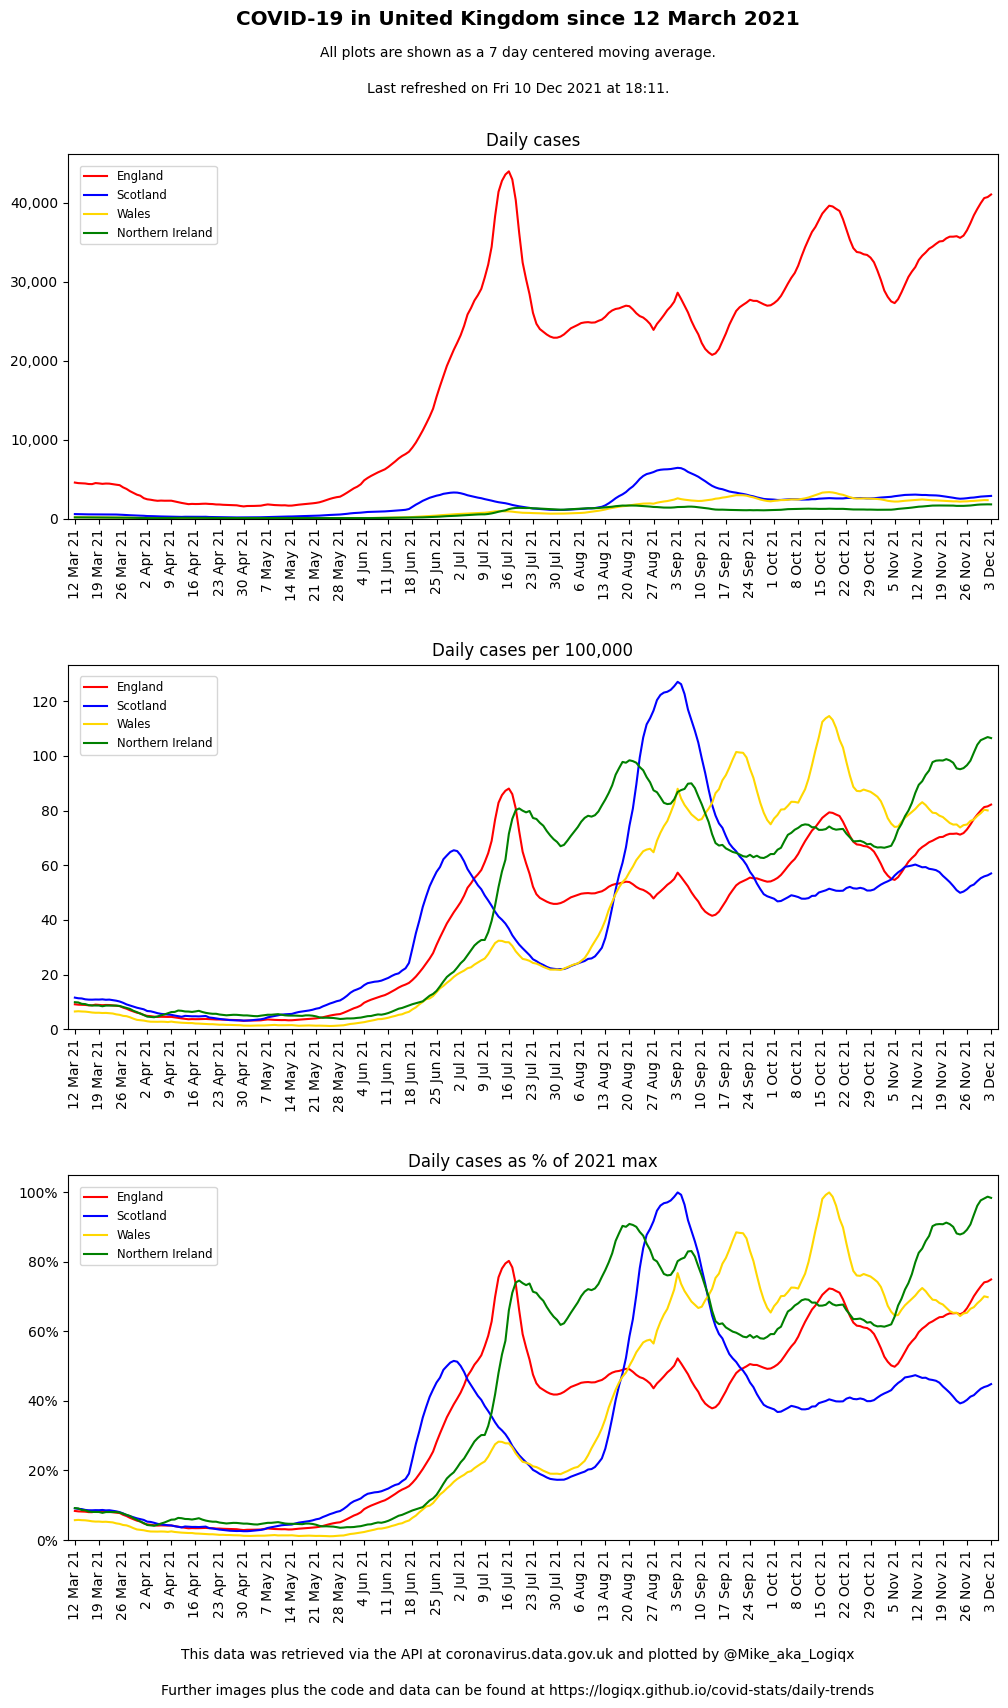 COVID-19 in United Kingdom since 12 March 2021
All plots are shown as a 7 day centered moving average.
Last refreshed on Fri 10 Dec 2021 at 18:11.
Daily cases
England
Scotland
Wales
Northern Ireland
40,000
30,000
20,000
10,000
0
12 Mar 21
19 Mar 21
26 Mar 21
2 Apr 21
9 Apr 21
16 Apr 21
23 Apr 21
30 Apr 21
7 May 21
14 May 21
21 May 21
28 May 21
4 Jun 21
11 Jun 21
18 Jun 21
25 Jun 21
2 Jul 21
9 Jul 21
16 Jul 21
23 Jul 21
30 Jul 21
6 Aug 21
13 Aug 21
20 Aug 21
27 Aug 21
3 Sep 21
10 Sep 21
17 Sep 21
24 Sep 21
1 Oct 21
8 Oct 21
15 Oct 21
22 Oct 21
29 Oct 21
5 Nov 21
12 Nov 21
19 Nov 21
26 Nov 21
3 Dec 21
Daily cases per 100,000
England
Scotland
Wales
Northern Ireland
120
100
80
60
40
20
0
12 Mar 21
19 Mar 21
26 Mar 21
2 Apr 21
9 Apr 21
16 Apr 21
23 Apr 21
30 Apr 21
7 May 21
14 May 21
21 May 21
28 May 21
4 Jun 21
11 Jun 21
18 Jun 21
25 Jun 21
2 Jul 21
9 Jul 21
16 Jul 21
23 Jul 21
30 Jul 21
6 Aug 21
13 Aug 21
20 Aug 21
27 Aug 21
3 Sep 21
10 Sep 21
17 Sep 21
24 Sep 21
1 Oct 21
8 Oct 21
15 Oct 21
22 Oct 21
29 Oct 21
5 Nov 21
12 Nov 21
19 Nov 21
26 Nov 21
3 Dec 21
Daily cases as % of 2021 max
England
Scotland
Wales
Northern Ireland
100%
80%
60%
40%
20%
0%
12 Mar 21
19 Mar 21
26 Mar 21
2 Apr 21
9 Apr 21
16 Apr 21
23 Apr 21
30 Apr 21
7 May 21
14 May 21
21 May 21
28 May 21
4 Jun 21
11 Jun 21
18 Jun 21
25 Jun 21
2 Jul 21
9 Jul 21
16 Jul 21
23 Jul 21
30 Jul 21
6 Aug 21
13 Aug 21
20 Aug 21
27 Aug 21
3 Sep 21
10 Sep 21
17 Sep 21
24 Sep 21
1 Oct 21
8 Oct 21
15 Oct 21
22 Oct 21
29 Oct 21
5 Nov 21
12 Nov 21
19 Nov 21
26 Nov 21
3 Dec 21
This data was retrieved via the API at coronavirus.data.gov.uk and plotted by @Mike_aka_Logiqx
Further images plus the code and data can be found at https://logiqx.github.io/covid-stats/daily-trends